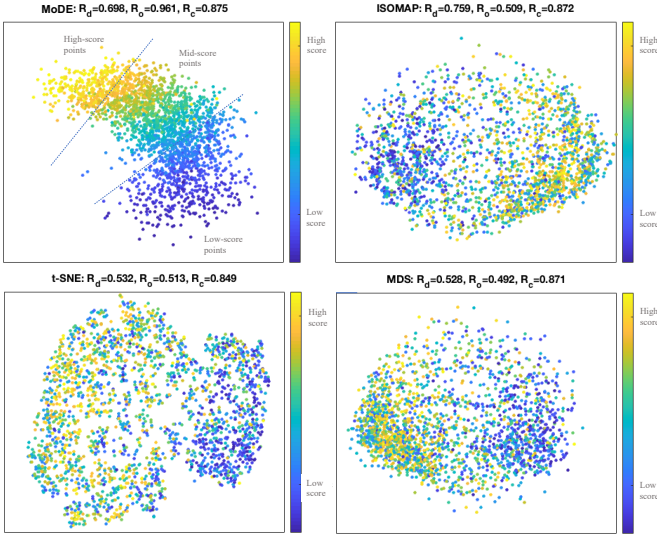 MoDE: Rd=0.698, Ro=0.961, Rc=0.875
High-score
points
Mid-score
points
Low-score
points
High
score
Low
score
ISOMAP: Rd=0.759, Ro=0.509, Rc=0.872
High
score
Low
score
t-SNE: Rd=0.532, Ro=0.513, Rc=0.849
High
score
Low
score
MDS: Rd=0.528, Ro=0.492, Rc=0.871
High
score
Low
score